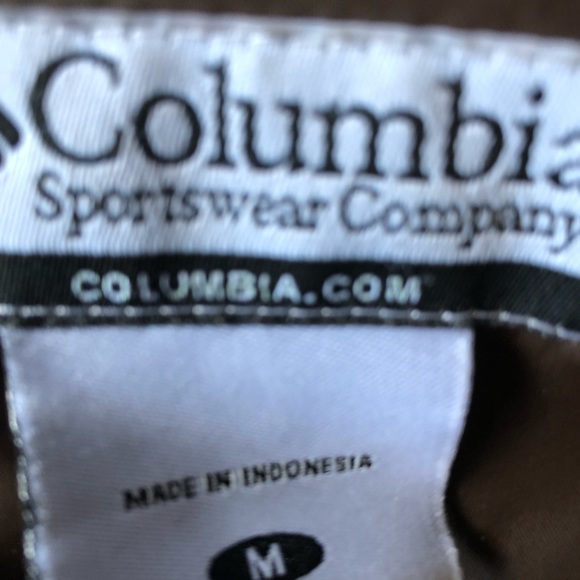 Columbia
Sportswear Company
COLUMBIA.COM
MADE IN INDONESIA
M